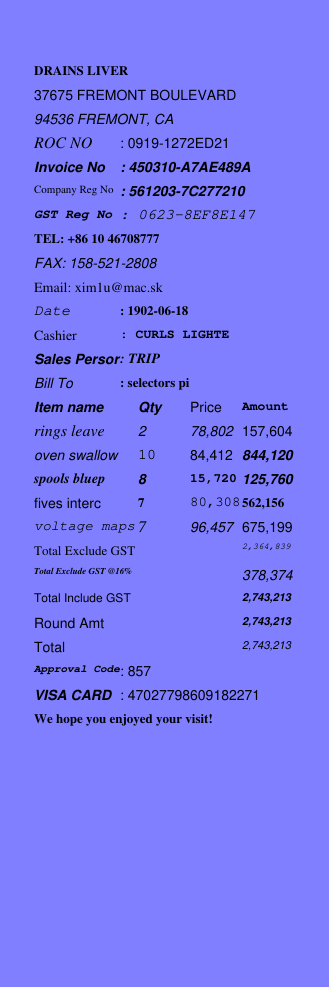 DRAINS LIVER
37675 FREMONT BOULEVARD
94536 FREMONT, CA
ROC NO : 0919-1272ED21
Invoice No : 450310-A7AE489A
Company Reg No : 561203-7C277210
GST Reg No : 0623-8EF8E147
TEL: +86 10 46708777
FAX: 158-521-2808
Email: xim1u@mac.sk
Date : 1902-06-18
Cashier : CURLS LIGHTE
Sales Person: TRIP
Bill To : selectors pi
Item name Qty Price Amount
rings leave 2 78,802 157,604
oven swallow 10 84,412 844,120
spools bluep 8 15,720 125,760
fives interc 7 80,308 562,156
voltage maps 7 96,457 675,199
Total Exclude GST 2,364,839
Total Exclude GST @16% 378,374
Total Include GST 2,743,213
Round Amt 2,743,213
Total 2,743,213
Approval Code: 857
VISA CARD : 47027798609182271
We hope you enjoyed your visit!